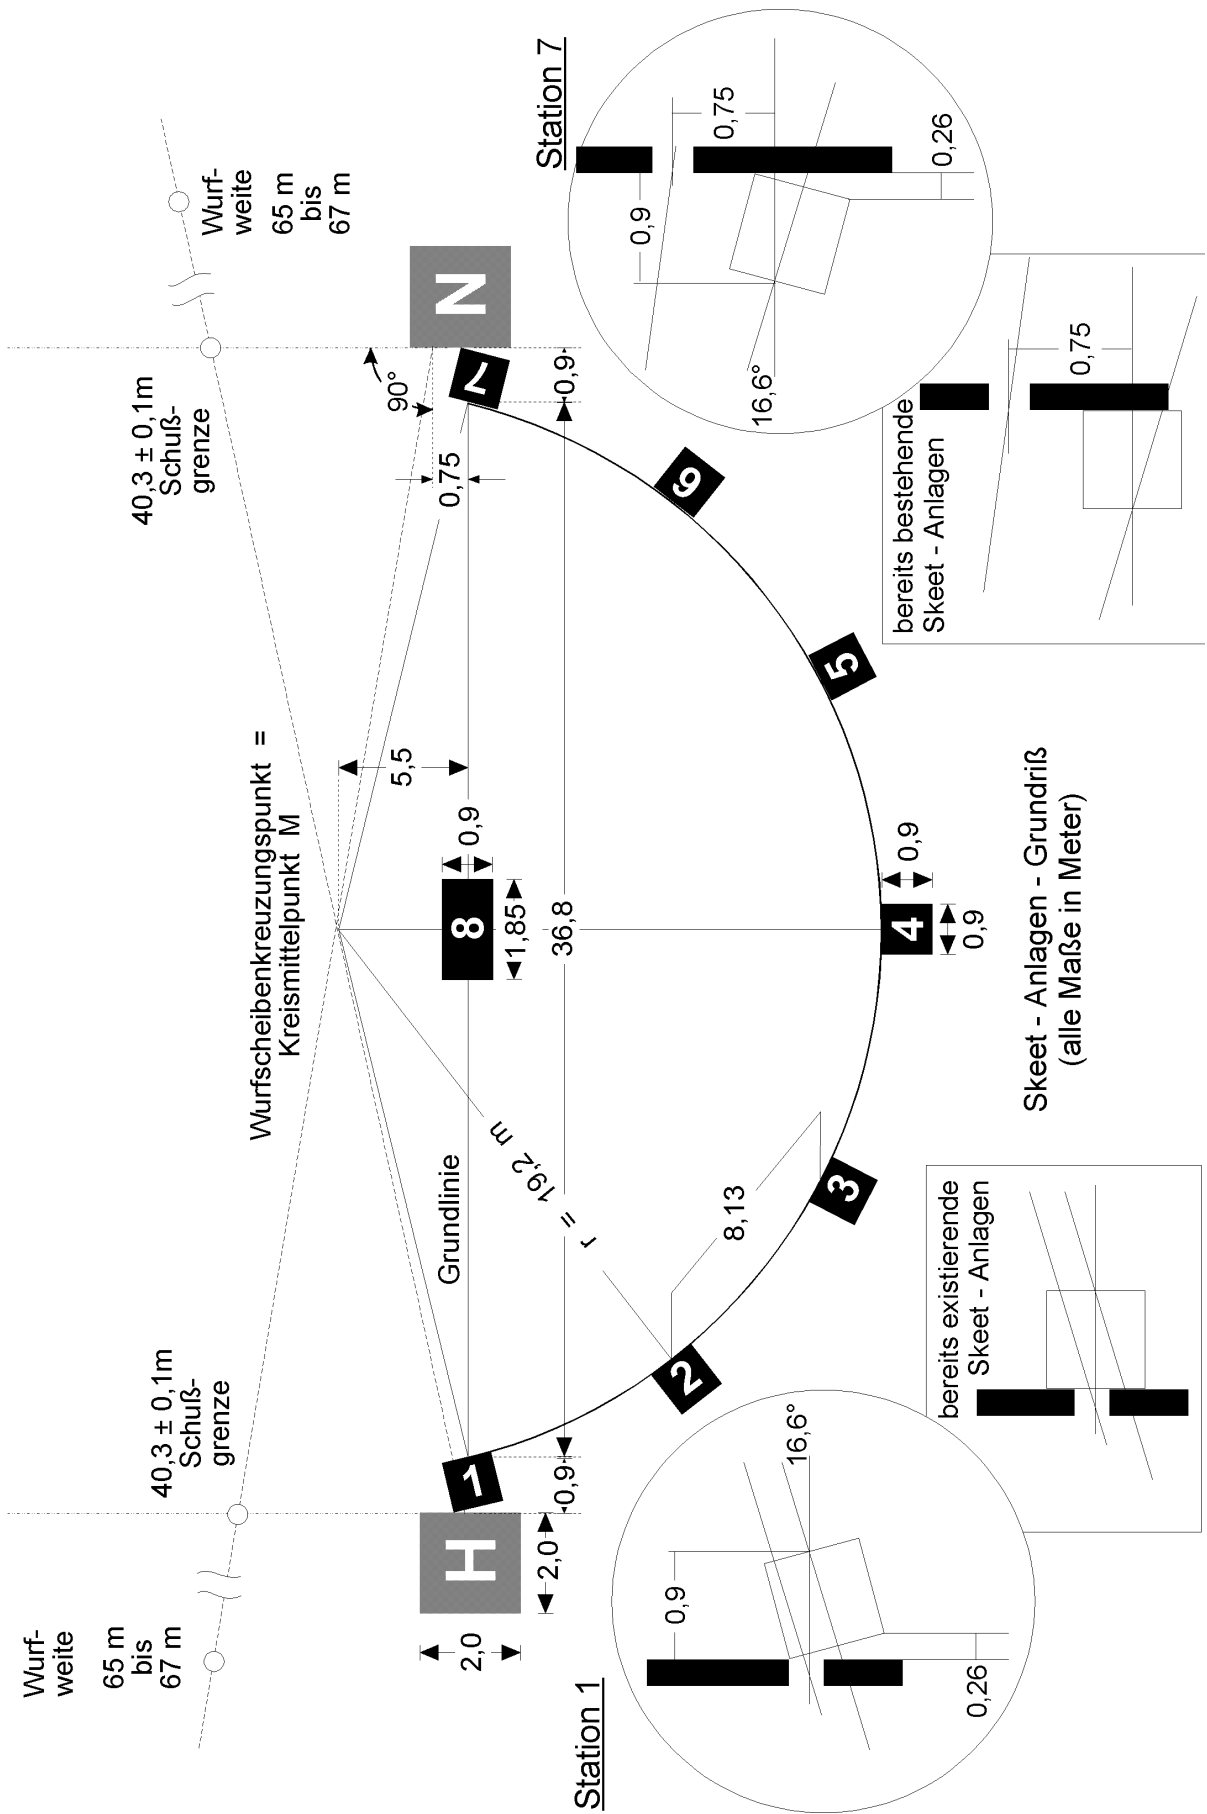 Wurf-
weite
65 m
bis
67 m
40,3 ± 0,1m
Schuß-
grenze
Wurfscheibenkreuzungspunkt =
Kreismittelpunkt M
40,3 ± 0,1m
Schuß-
grenze
Wurf-
weite
65 m
bis
67 m
H
2,0
2,0
N
90°
0,75
5,5
Grundlinie
r = 19,2 m
8
0,9
1,85
0,9
36,8
0,9
1
2
3
4
5
6
7
8,13
0,9
0,9
Station 1
0,9
16,6°
0,26
bereits existierende
Skeet - Anlagen
Skeet - Anlagen - Grundriß
(alle Maße in Meter)
bereits bestehende
Skeet - Anlagen
0,75
Station 7
0,9
0,75
16,6°
0,26